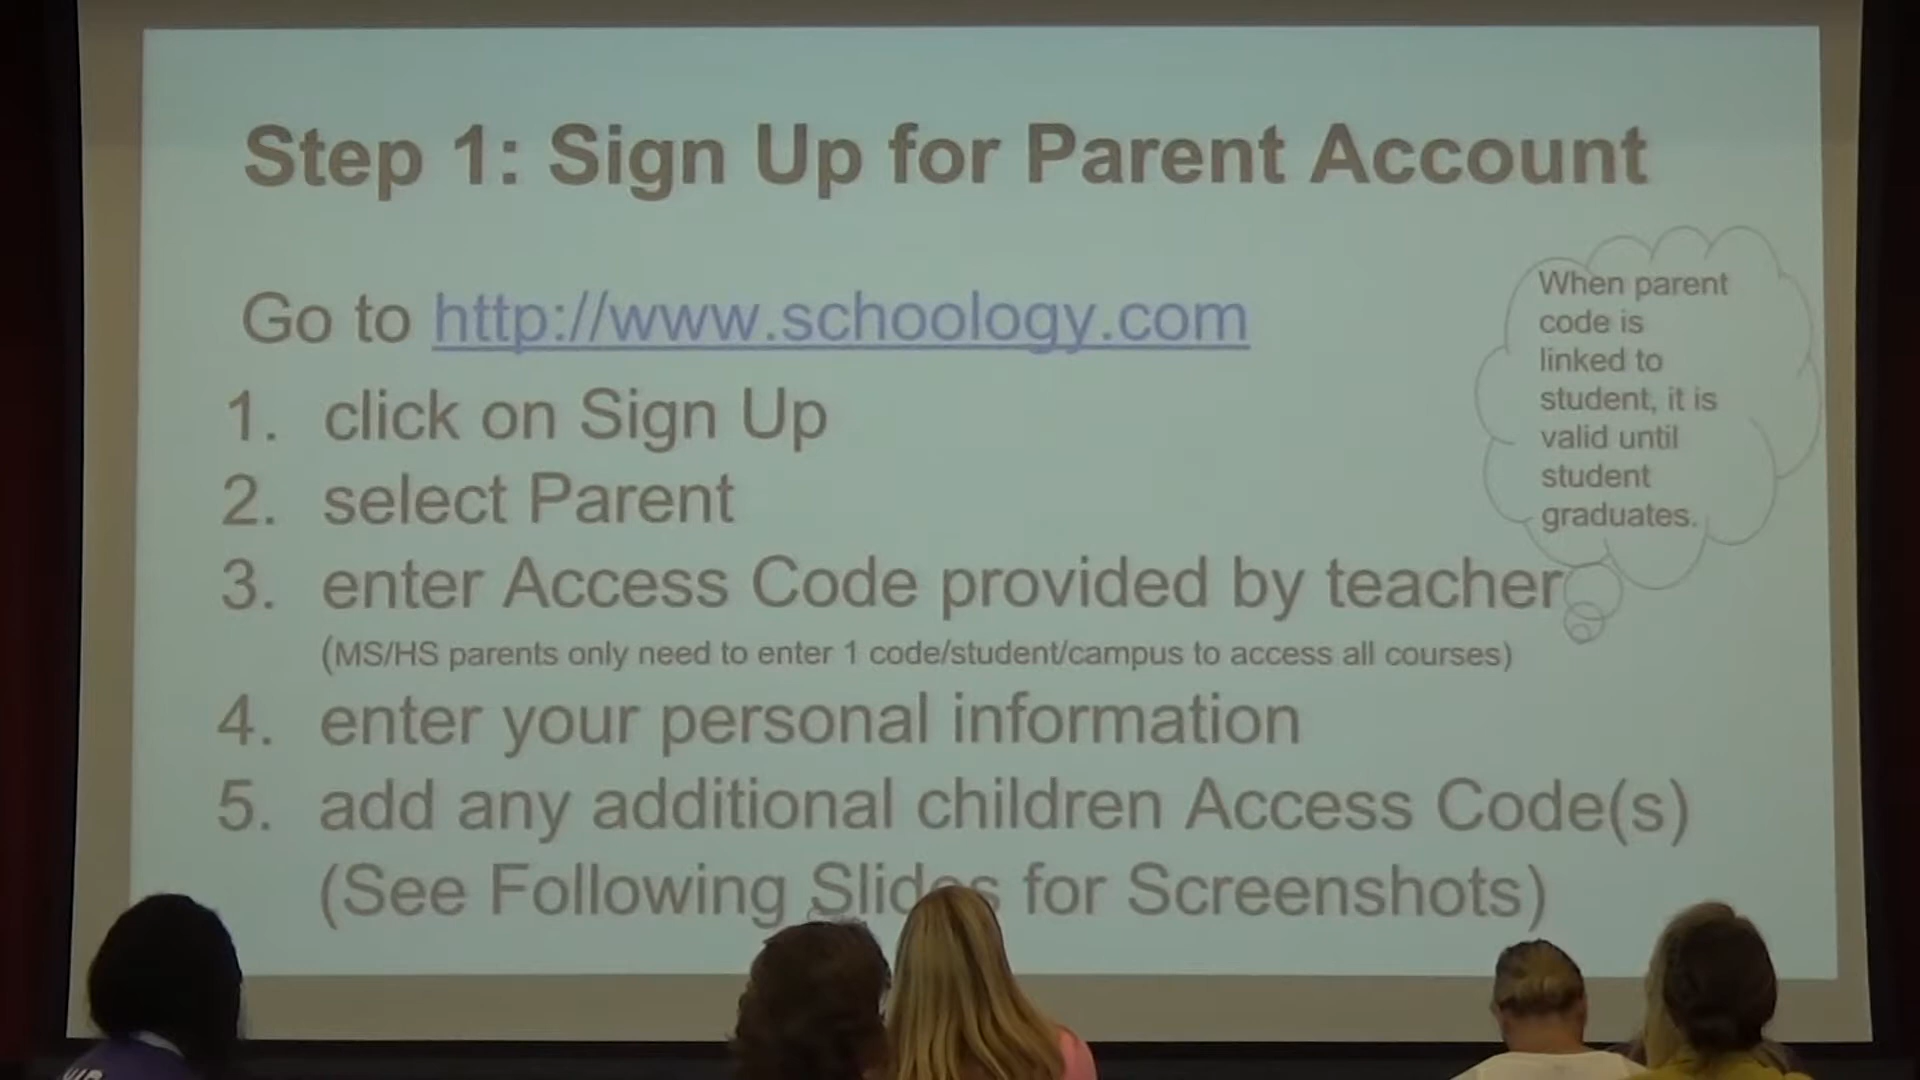 Step 1: Sign Up for Parent Account
Go to http://www.schoology.com
1. click on Sign Up
2. select Parent
3. enter Access Code provided by teacher
(MS/HS parents only need to enter 1 code/student/campus to access all courses)
4. enter your personal information
5. add any additional children Access Code(s)
(See Following Slides for Screenshots)
When parent
code is
linked to
student, it is
valid until
student
graduates.